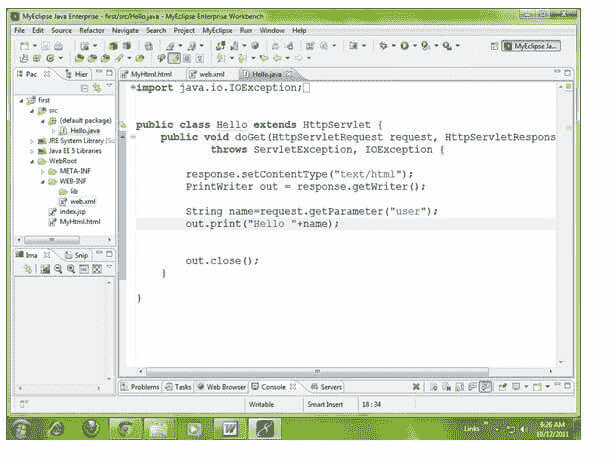 MyEclipse Java Enterprise - first/src/Hello.java - MyEclipse Enterprise Workbench
File Edit Source Refactor Navigate Search Project MyEclipse Run Window Help
MyEclipse Ja...
Pac Hier
MyHtml.html web.xml Hello.java
first
src
(default package)
Hello.java
JRE System Library [Sc
Java EE 5 Libraries
WebRoot
META-INF
WEB-INF
lib
web.xml
index.jsp
MyHtml.html
import java.io.IOException;
public class Hello extends HttpServlet {
public void doGet(HttpServletRequest request, HttpServletRespon
throws ServletException, IOException {
response.setContentType("text/html");
PrintWriter out = response.getWriter();
String name=request.getParameter("user");
out.print("Hello "+name);
out.close();
}
}
Ima Snip
Problems Tasks Web Browser Console Servers
Writable Smart Insert 18 : 34
Links
6:26 AM
10/12/2011